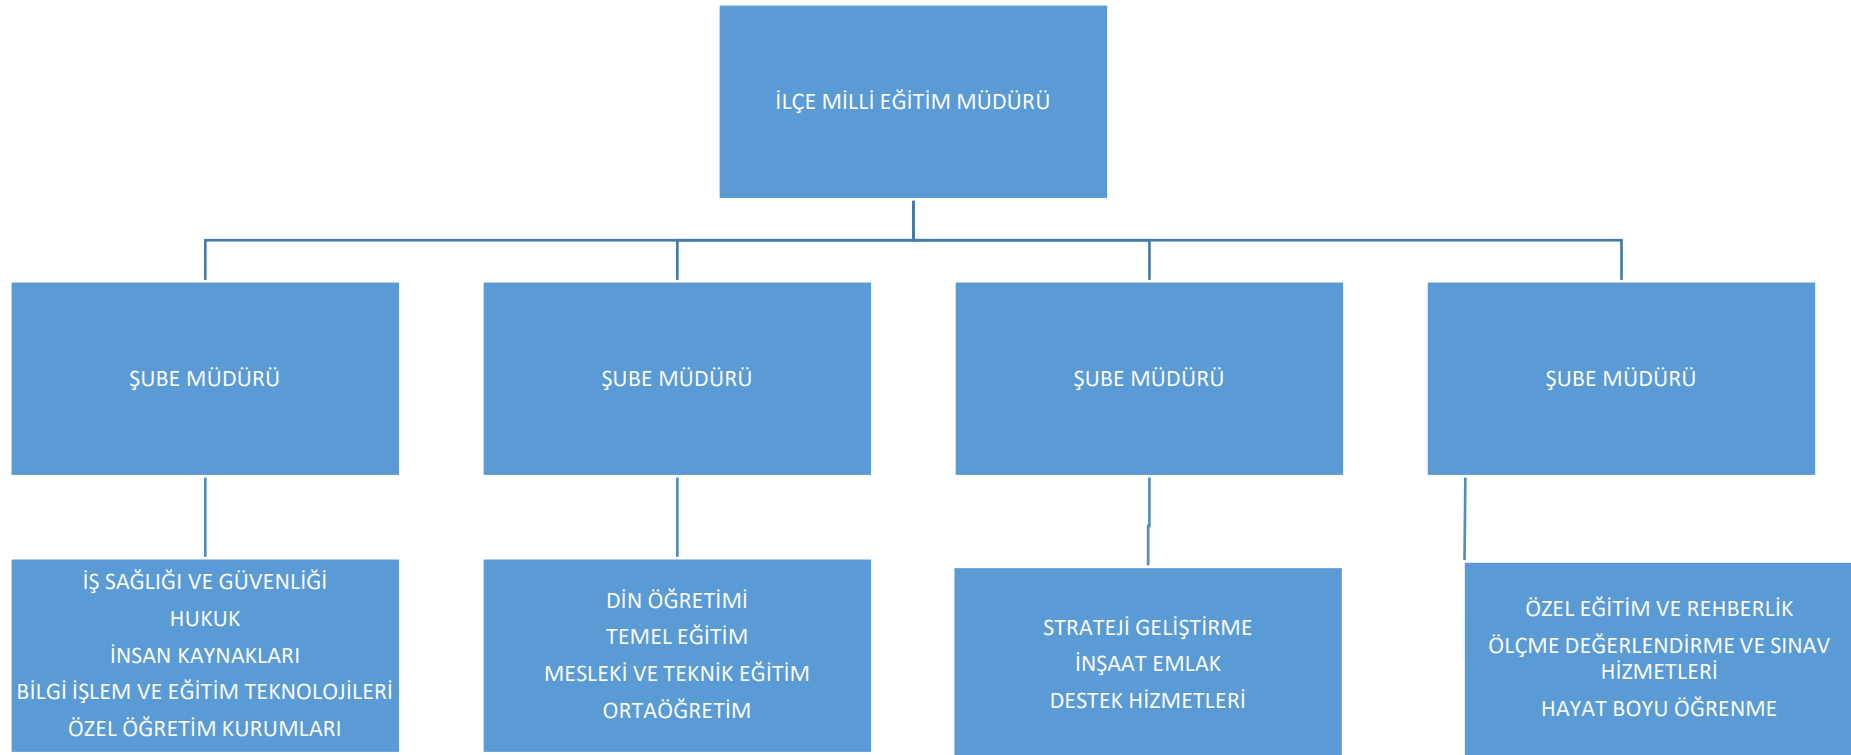 İLÇE MİLLİ EĞİTİM MÜDÜRÜ
ŞUBE MÜDÜRÜ
ŞUBE MÜDÜRÜ
ŞUBE MÜDÜRÜ
ŞUBE MÜDÜRÜ
İŞ SAĞLIĞI VE GÜVENLİĞİ
HUKUK
İNSAN KAYNAKLARI
BİLGİ İŞLEM VE EĞİTİM TEKNOLOJİLERİ
ÖZEL ÖĞRETİM KURUMLARI
DİN ÖĞRETİMİ
TEMEL EĞİTİM
MESLEKİ VE TEKNİK EĞİTİM
ORTAÖĞRETİM
STRATEJİ GELİŞTİRME
İNŞAAT EMLAK
DESTEK HİZMETLERİ
ÖZEL EĞİTİM VE REHBERLİK
ÖLÇME DEĞERLENDİRME VE SINAV
HİZMETLERİ
HAYAT BOYU ÖĞRENME